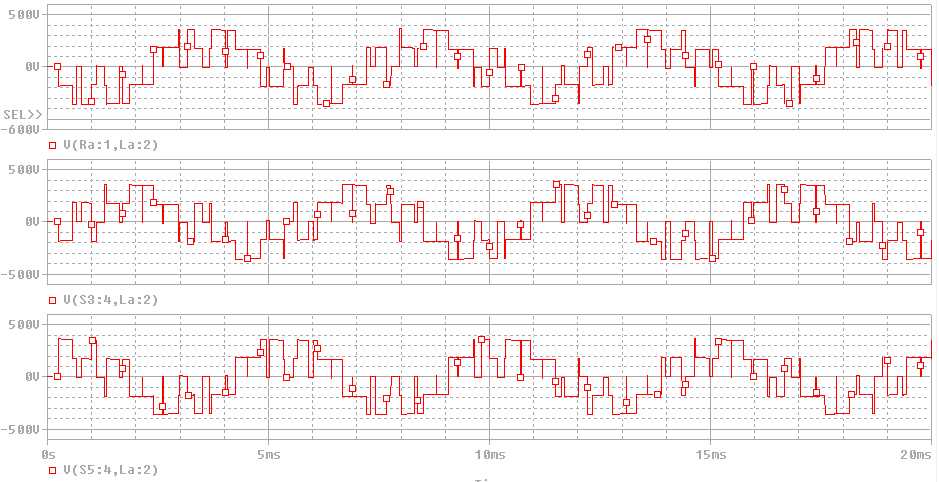 500V
0V
SEL>>
-600V
V(Ra:1,La:2)
500V
0V
-500V
V(S3:4,La:2)
500V
0V
-500V
0s 5ms 10ms 15ms 20ms
V(S5:4,La:2)